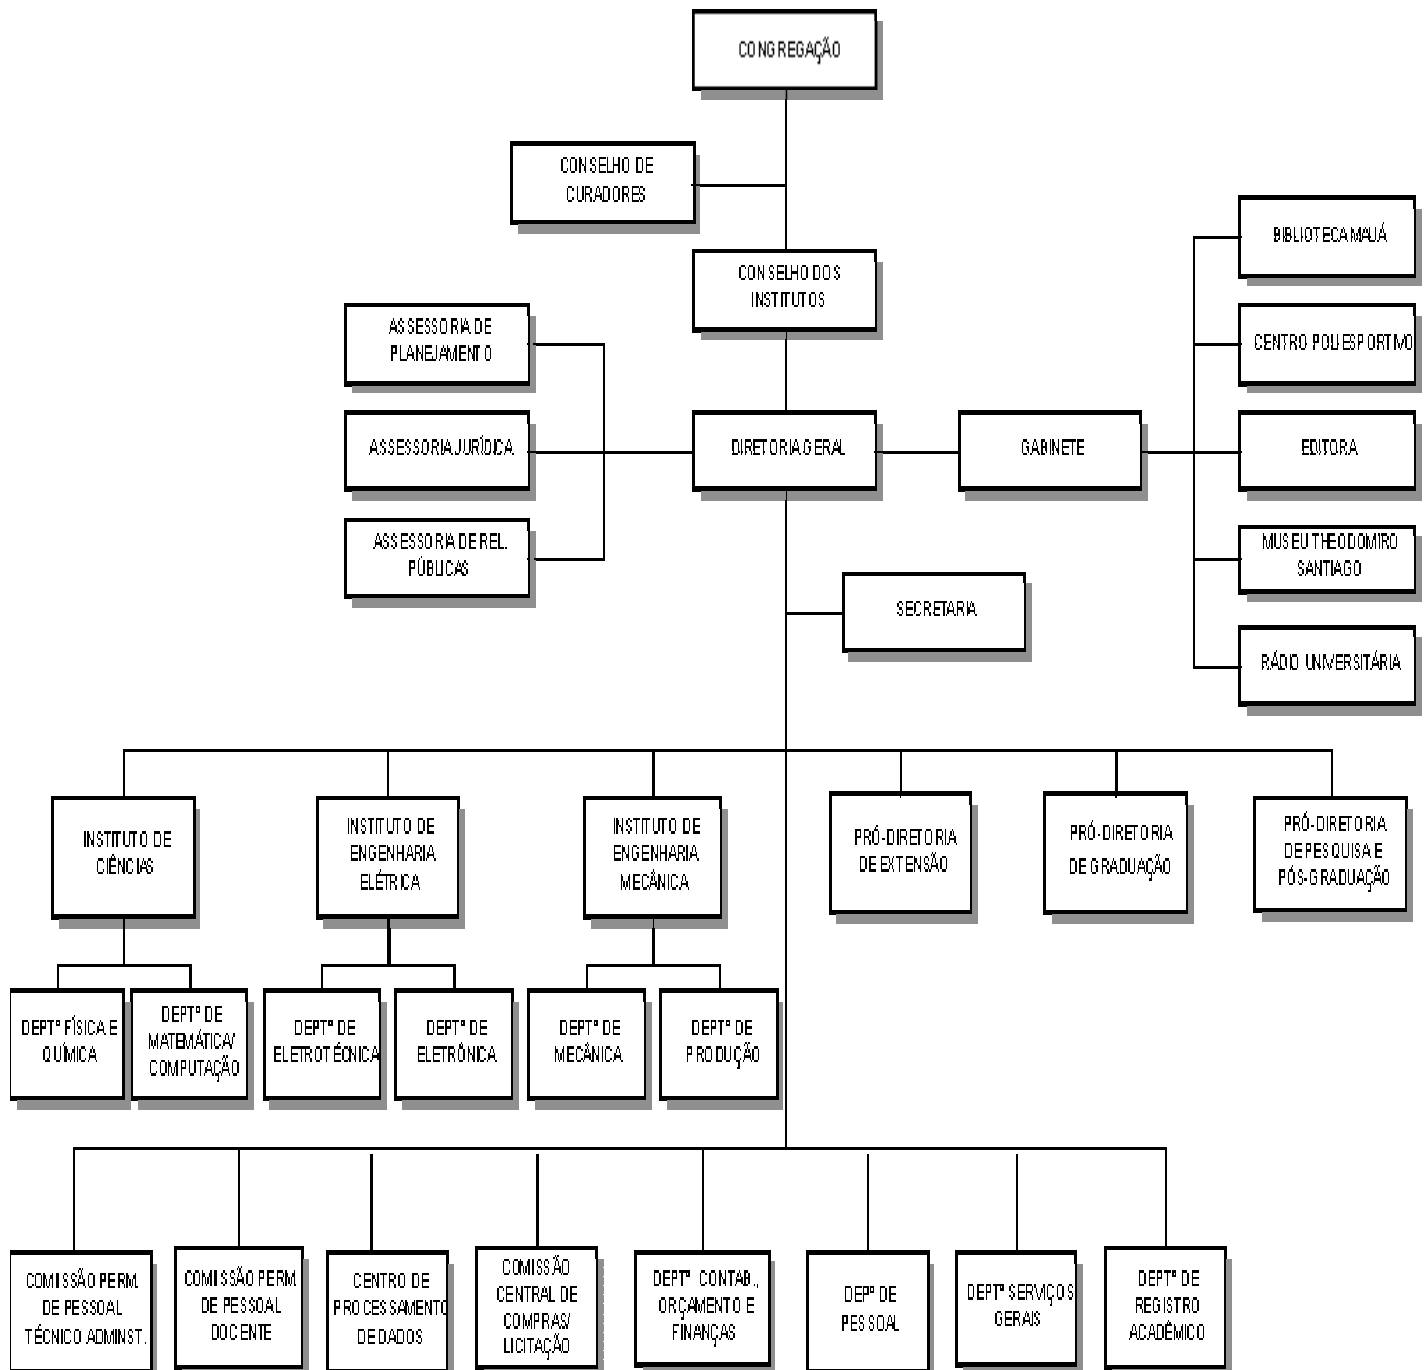 CONGREGAÇÃO
CONSELHO DE
CURADORES
CONSELHO DOS
INSTITUTOS
ASSESSORIA DE
PLANEJAMENTO
ASSESSORIA JURÍDICA
ASSESSORIA DE REL.
PÚBLICAS
DIRETORIA GERAL
GABINETE
BIBLIOTECA MAUÁ
CENTRO POLIESPORTIVO
EDITORA
MUSEU THEODOMIRO
SANTIAGO
RÁDIO UNIVERSITÁRIA
SECRETARIA
INSTITUTO DE
CIÊNCIAS
INSTITUTO DE
ENGENHARIA
ELÉTRICA
INSTITUTO DE
ENGENHARIA
MECÂNICA
PRÓ-DIRETORIA
DE EXTENSÃO
PRÓ-DIRETORIA
DE GRADUAÇÃO
PRÓ-DIRETORIA
DE PESQUISA E
PÓS-GRADUAÇÃO
DEPTº FÍSICA E
QUÍMICA
DEPTº DE
MATEMÁTICA/
COMPUTAÇÃO
DEPTº DE
ELETROTÉCNICA
DEPTº DE
ELETRÔNICA
DEPTº DE
MECÂNICA
DEPTº DE
PRODUÇÃO
COMISSÃO PERM.
DE PESSOAL
TÉCNICO ADMINST.
COMISSÃO PERM.
DE PESSOAL
DOCENTE
CENTRO DE
PROCESSAMENTO
DE DADOS
COMISSÃO
CENTRAL DE
COMPRAS/
LICITAÇÃO
DEPTº CONTAB.,
ORÇAMENTO E
FINANÇAS
DEPTº DE
PESSOAL
DEPTº SERVIÇOS
GERAIS
DEPTº DE
REGISTRO
ACADÊMICO